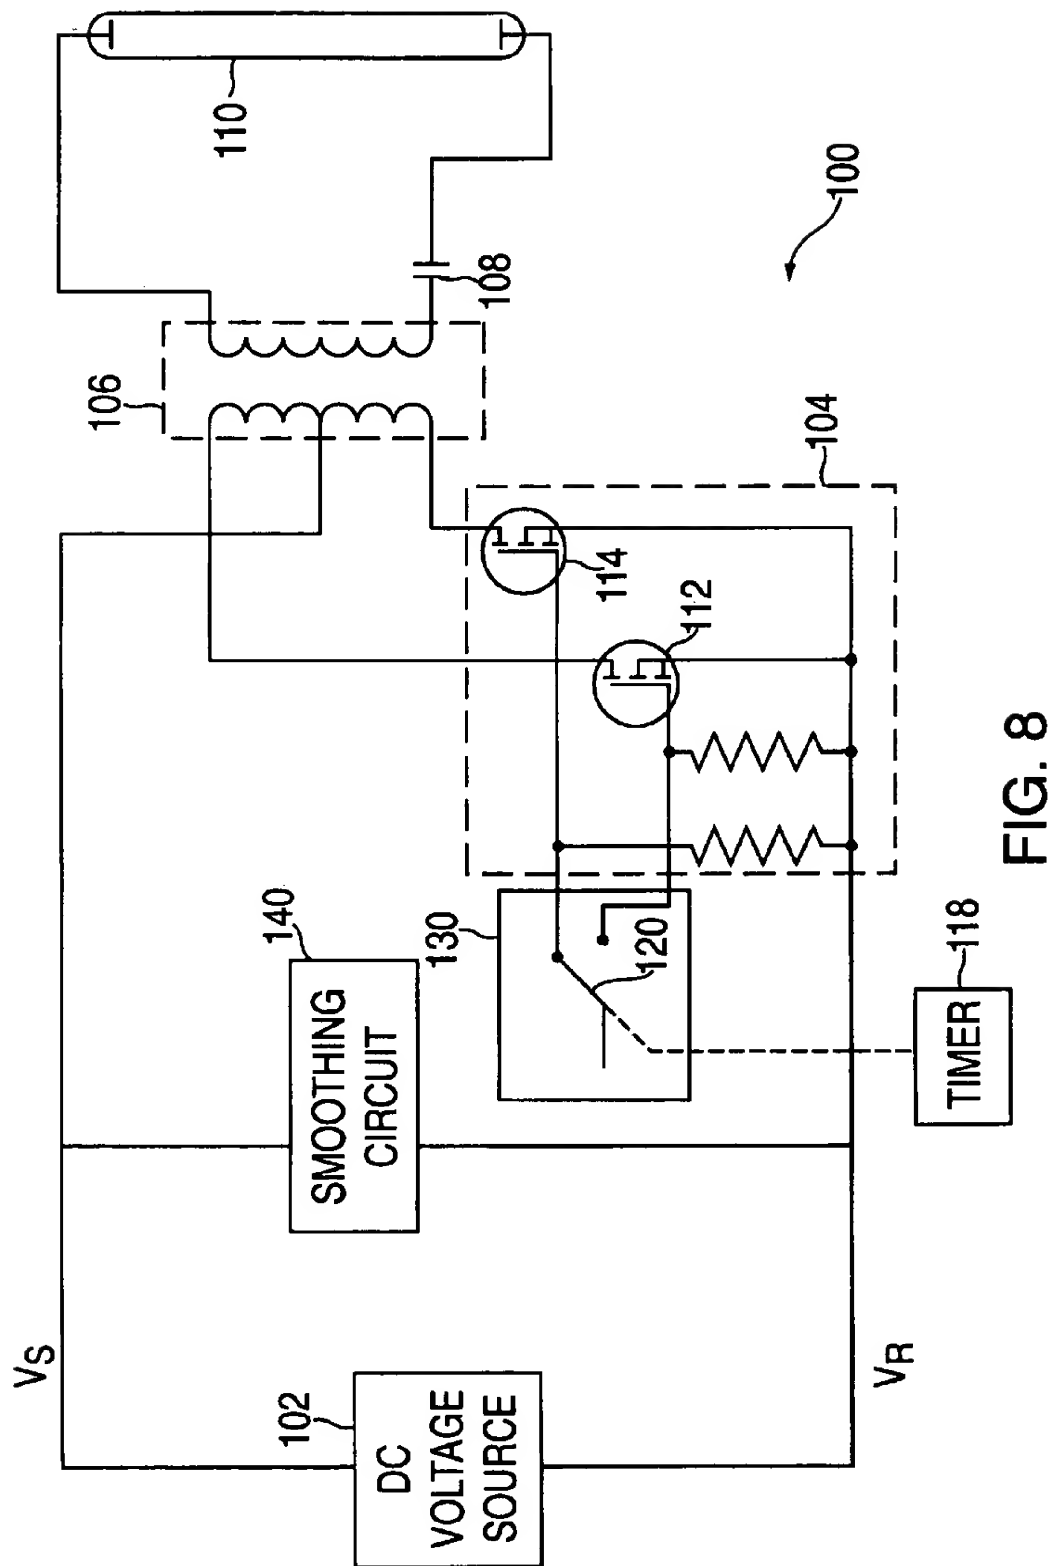 110
100
108
106
104
114
112
140
SMOOTHING
CIRCUIT
130
120
118
TIMER
VS
102
DC
VOLTAGE
SOURCE
VR
FIG. 8